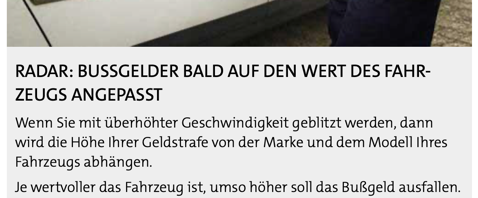 RADAR: BUSSGELDER BALD AUF DEN WERT DES FAHR-
ZEUGS ANGEPASST
Wenn Sie mit überhöhter Geschwindigkeit geblitzt werden, dann
wird die Höhe Ihrer Geldstrafe von der Marke und dem Modell Ihres
Fahrzeugs abhängen.
Je wertvoller das Fahrzeug ist, umso höher soll das Bußgeld ausfallen.